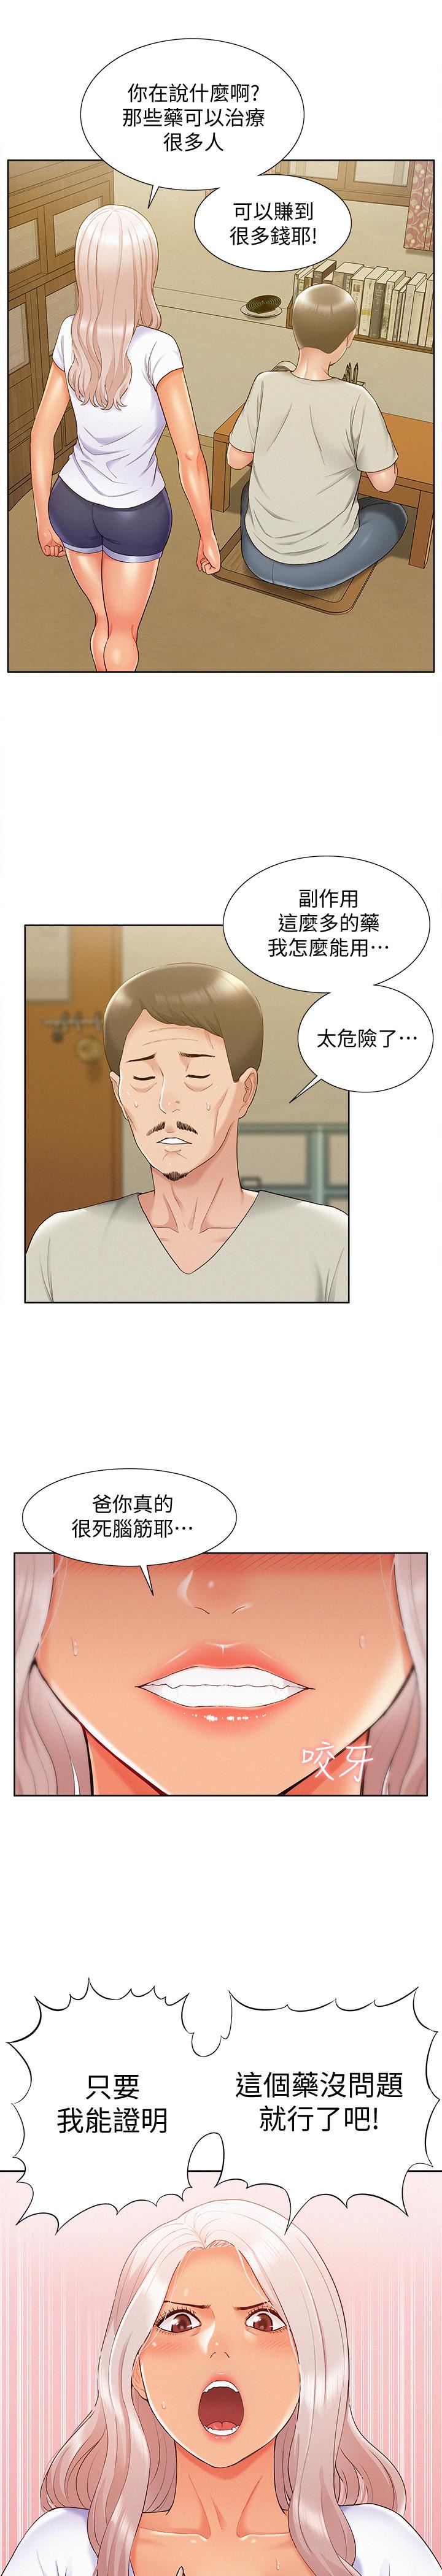 你在說什麼啊?
那些藥可以治療
很多人
可以賺到
很多錢耶!
副作用
這麼多的藥
我怎麼能用⋯
太危險了⋯
爸你真的
很死腦筋耶⋯
咬牙
只要
我能證明
這個藥沒問題
就行了吧!